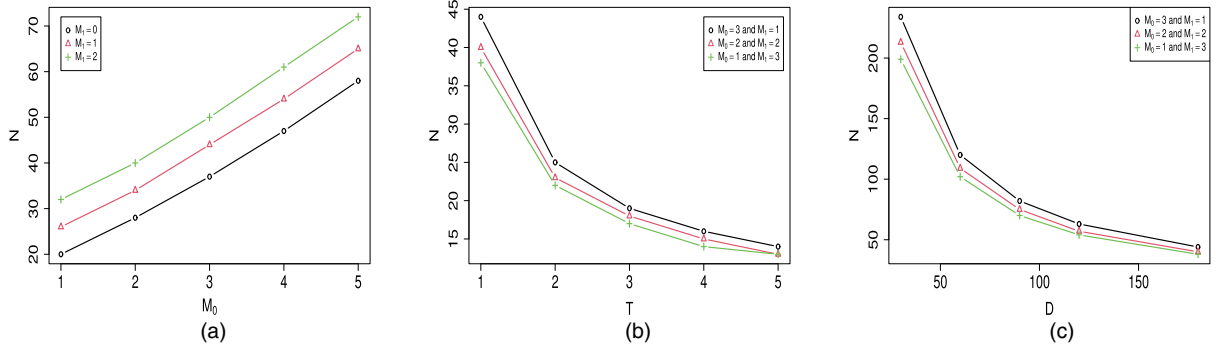 N
20 30 40 50 60 70
M₁ = 0
M₁ = 1
M₁ = 2
1 2 3 4 5
M₀
(a)
N
15 20 25 30 35 40 45
M₀ = 3 and M₁ = 1
M₀ = 2 and M₁ = 2
M₀ = 1 and M₁ = 3
1 2 3 4 5
T
(b)
N
50 100 150 200
M₀ = 3 and M₁ = 1
M₀ = 2 and M₁ = 2
M₀ = 1 and M₁ = 3
50 100 150
D
(c)